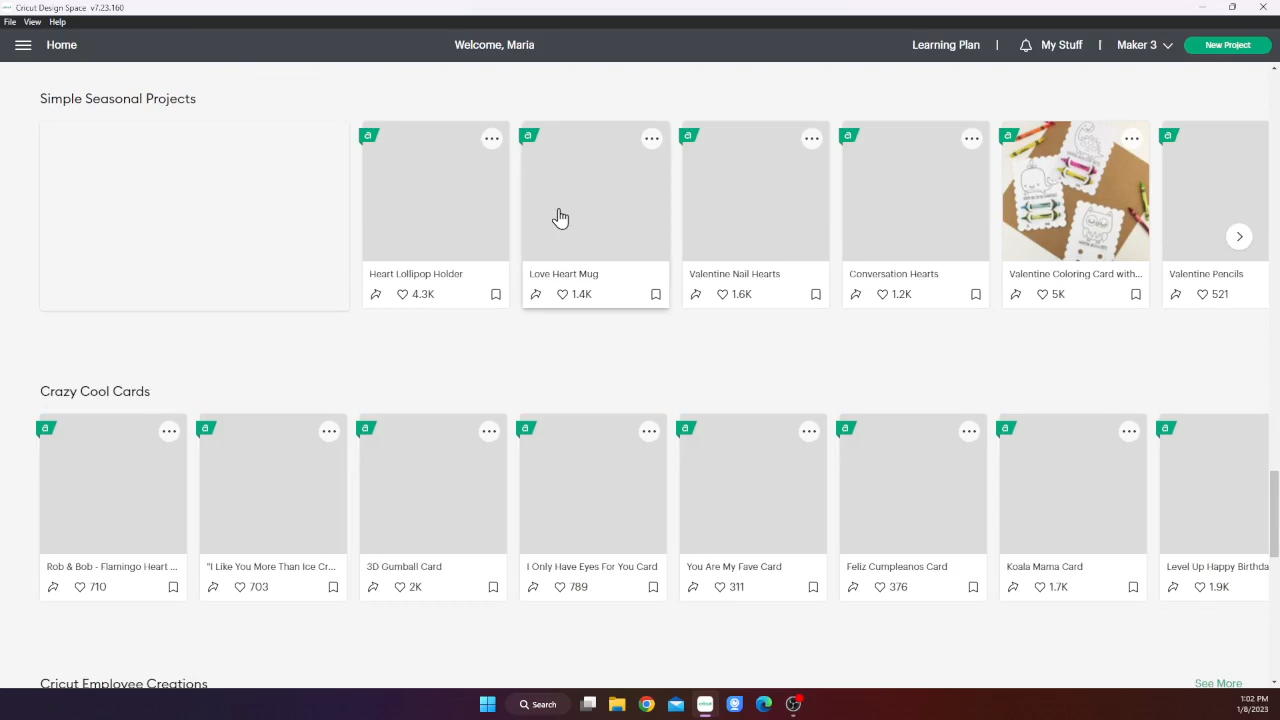 Cricut Design Space v7.23.160
File View Help
Home
Welcome, Maria
Learning Plan | My Stuff | Maker 3
New Project
Simple Seasonal Projects
a a a a a a
Heart Lollipop Holder
Love Heart Mug
Valentine Nail Hearts
Conversation Hearts
Valentine Coloring Card with...
Valentine Pencils
4.3K
1.4K
1.6K
1.2K
5K
521
Crazy Cool Cards
a a a a a a a a
Rob & Bob - Flamingo Heart ...
"I Like You More Than Ice Cr...
3D Gumball Card
I Only Have Eyes For You Card
You Are My Fave Card
Feliz Cumpleanos Card
Koala Mama Card
Level Up Happy Birthda
710
703
2K
789
311
376
1.7K
1.9K
Cricut Employee Creations
See More
Search
cricut
1:02 PM
1/8/2023